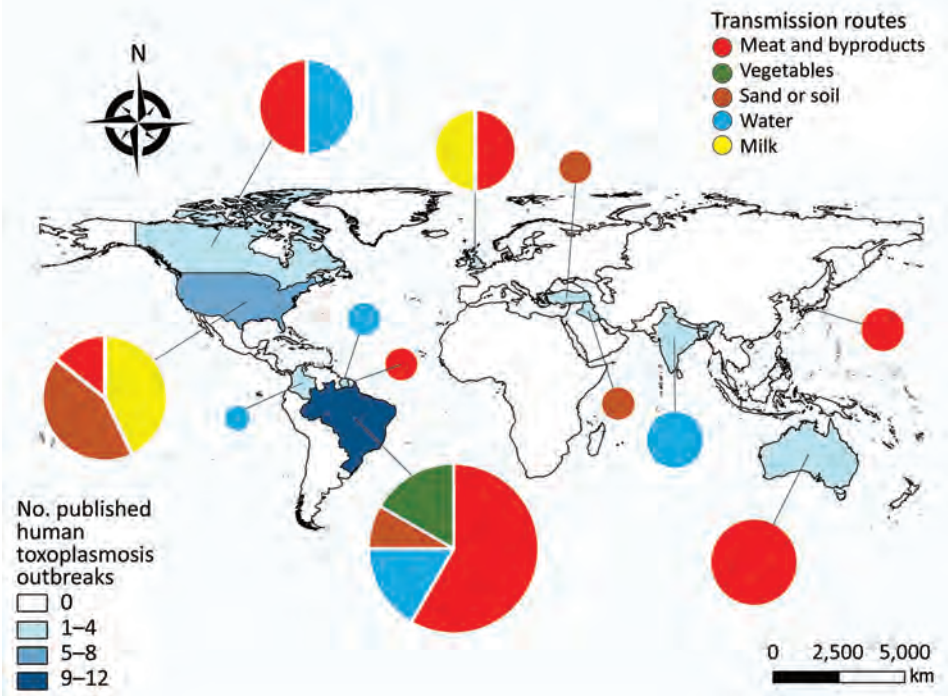 Transmission routes
Meat and byproducts
Vegetables
Sand or soil
Water
Milk
N
No. published
human
toxoplasmosis
outbreaks
0
1–4
5–8
9–12
0 2,500 5,000
km